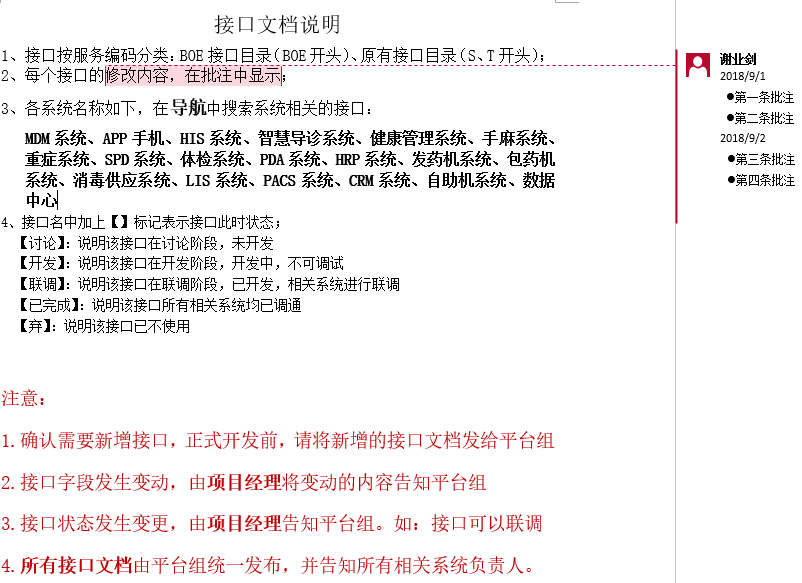 接口文档说明
1、接口按服务编码分类：BOE 接口目录（BOE 开头）、原有接口目录（S、T 开头）；
2、每个接口的修改内容，在批注中显示；
3、各系统名称如下，在导航中搜索系统相关的接口：
MDM 系统、APP 手机、HIS 系统、智慧导诊系统、健康管理系统、手麻系统、
重症系统、SPD 系统、体检系统、PDA 系统、HRP 系统、发药机系统、包药机
系统、消毒供应系统、LIS 系统、PACS 系统、CRM 系统、自助机系统、数据
中心
4、接口名中加上【】标记表示接口此时状态；
【讨论】：说明该接口在讨论阶段，未开发
【开发】：说明该接口在开发阶段，开发中，不可调试
【联调】：说明该接口在联调阶段，已开发，相关系统进行联调
【已完成】：说明该接口所有相关系统均已调通
【弃】：说明该接口已不使用
注意：
1.确认需要新增接口，正式开发前，请将新增的接口文档发给平台组
2.接口字段发生变动，由项目经理将变动的内容告知平台组
3.接口状态发生变更，由项目经理告知平台组。如：接口可以联调
4.所有接口文档由平台组统一发布，并告知所有相关系统负责人。
谢业剑
2018/9/1
●第一条批注
●第二条批注
2018/9/2
●第三条批注
●第四条批注